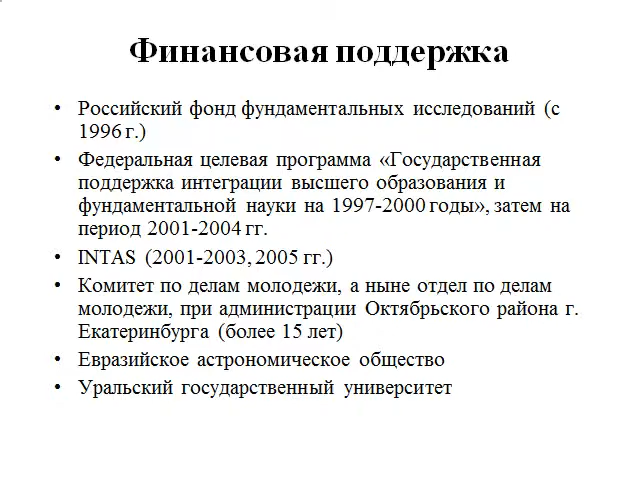 Финансовая поддержка
• Российский фонд фундаментальных исследований (с
1996 г.)
• Федеральная целевая программа «Государственная
поддержка интеграции высшего образования и
фундаментальной науки на 1997-2000 годы», затем на
период 2001-2004 гг.
• INTAS (2001-2003, 2005 гг.)
• Комитет по делам молодежи, а ныне отдел по делам
молодежи, при администрации Октябрьского района г.
Екатеринбурга (более 15 лет)
• Евразийское астрономическое общество
• Уральский государственный университет